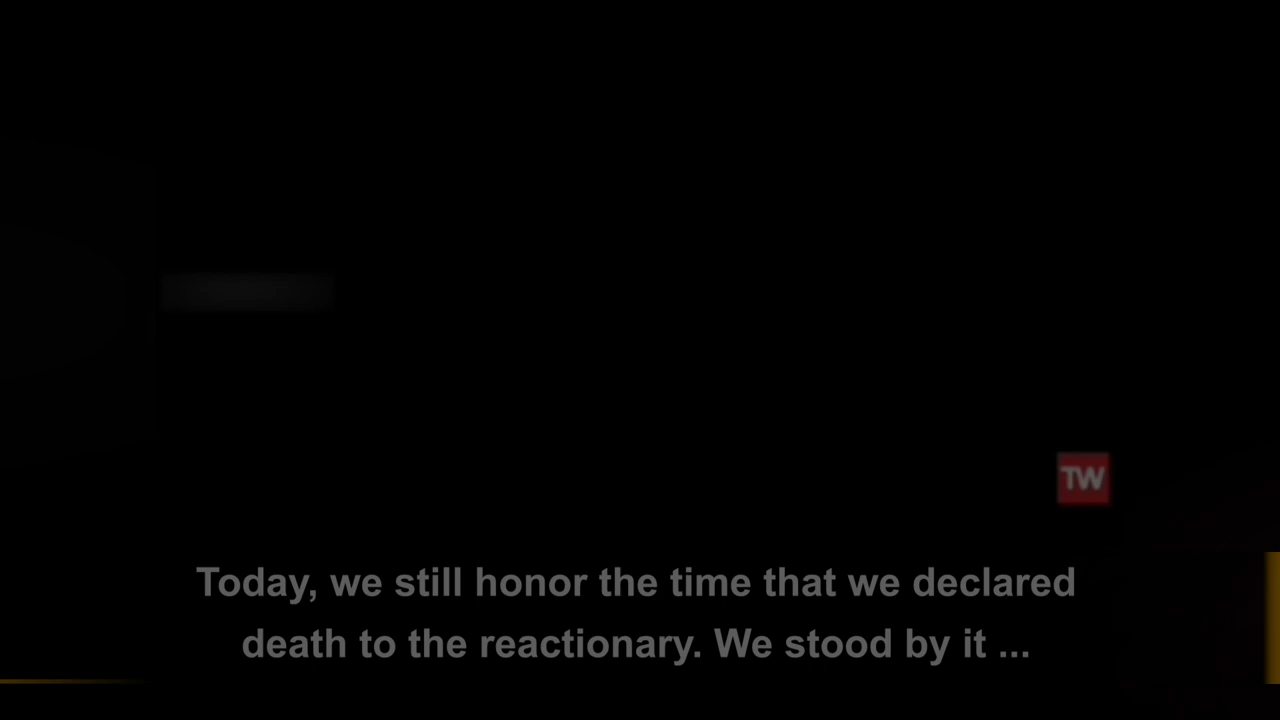 TW
Today, we still honor the time that we declared
death to the reactionary. We stood by it ...